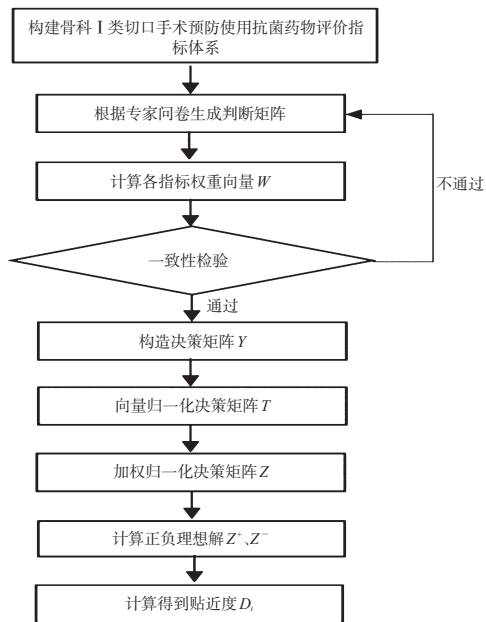 构建骨科Ⅰ类切口手术预防使用抗菌药物评价指
标体系
根据专家问卷生成判断矩阵
计算各指标权重向量W
不通过
一致性检验
通过
构造决策矩阵Y
向量归一化决策矩阵T
加权归一化决策矩阵Z
计算正负理想解Z⁺、Z⁻
计算得到贴近度Dᵢ